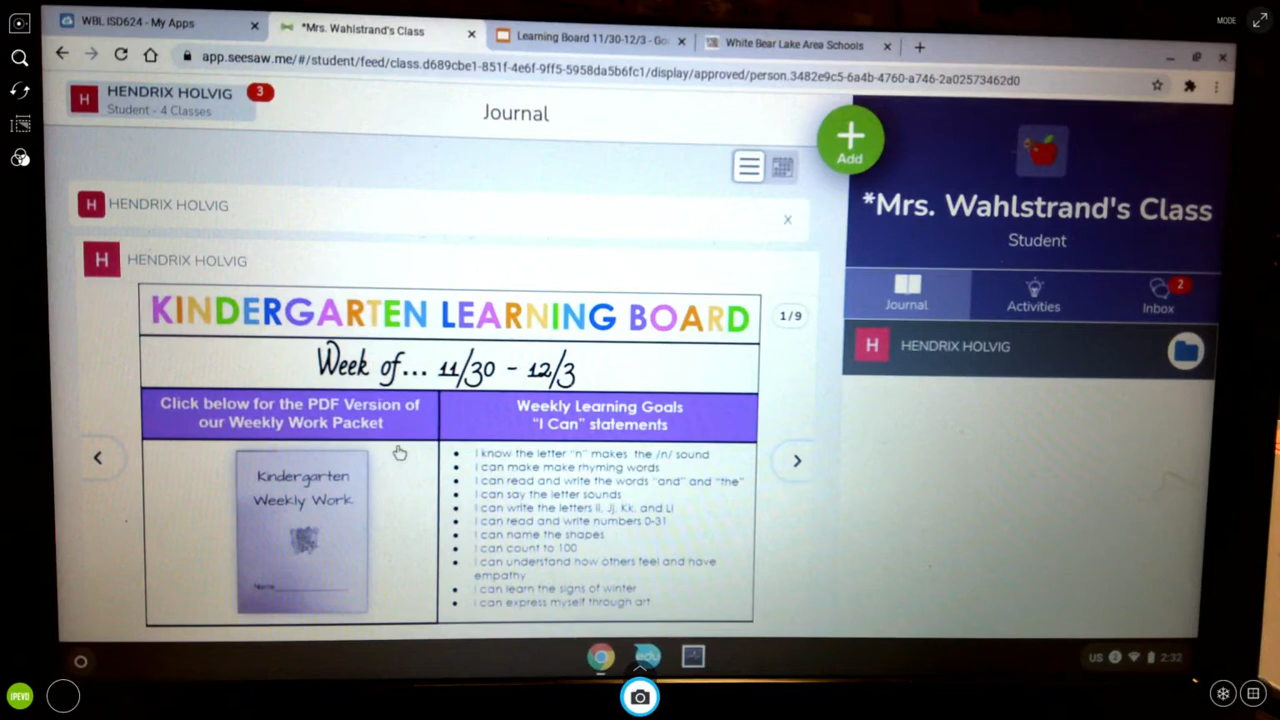 MODE
WBL ISD624 - My Apps
*Mrs. Wahlstrand's Class
Learning Board 11/30-12/3 - Go
White Bear Lake Area Schools
app.seesaw.me/#/student/feed/class.d689cbe1-851f-4e6f-9ff5-5958da5b6fc1/display/approved/person.3482e9c5-6a4b-4760-a746-2a02573462d0
H HENDRIX HOLVIG 3
Student - 4 Classes
Journal
Add
*Mrs. Wahlstrand's Class
Student
Journal
Activities
Inbox 2
H HENDRIX HOLVIG
H HENDRIX HOLVIG
H HENDRIX HOLVIG
KINDERGARTEN LEARNING BOARD
1/9
Week of... 11/30 - 12/3
Click below for the PDF Version of
our Weekly Work Packet
Kindergarten
Weekly Work
Name
Weekly Learning Goals
“I Can” statements
• I know the letter “n” makes the /n/ sound
• I can make make rhyming words
• I can read and write the words “and” and “the”
• I can say the letter sounds
• I can write the letters Ii, Jj, Kk, and Ll
• I can read and write numbers 0-31
• I can name the shapes
• I can count to 100
• I can understand how others feel and have
empathy
• I can learn the signs of winter
• I can express myself through art
edu
US 2 2:32
IPEVO